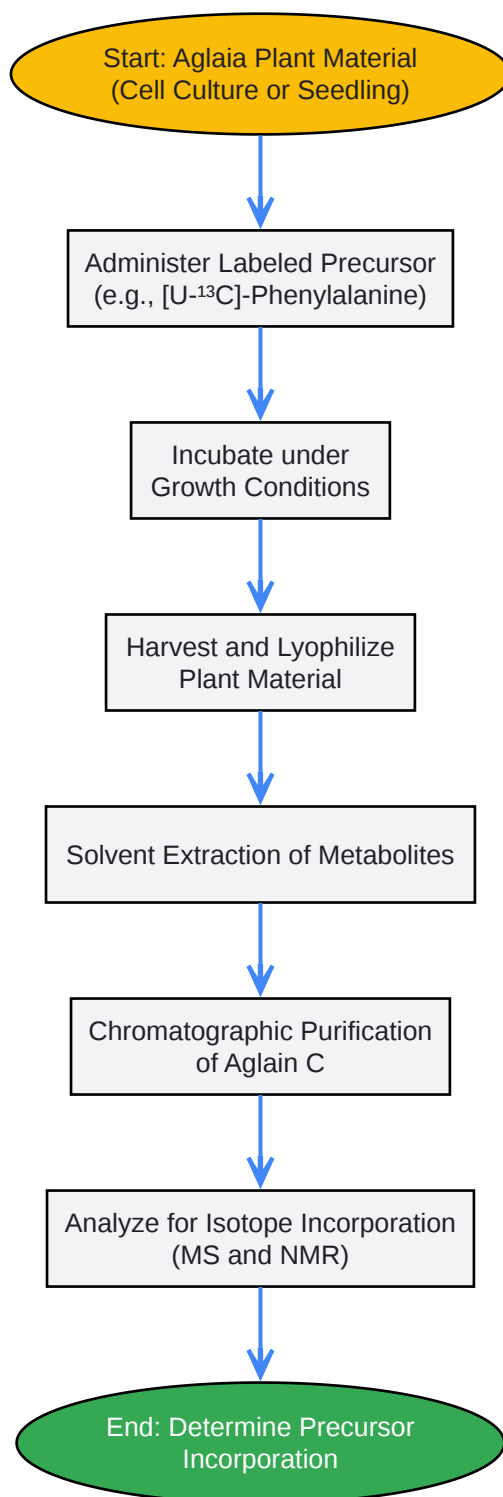 Start: Aglaia Plant Material
(Cell Culture or Seedling)
Administer Labeled Precursor
(e.g., [U-¹³C]-Phenylalanine)
Incubate under
Growth Conditions
Harvest and Lyophilize
Plant Material
Solvent Extraction of Metabolites
Chromatographic Purification
of Aglain C
Analyze for Isotope Incorporation
(MS and NMR)
End: Determine Precursor
Incorporation